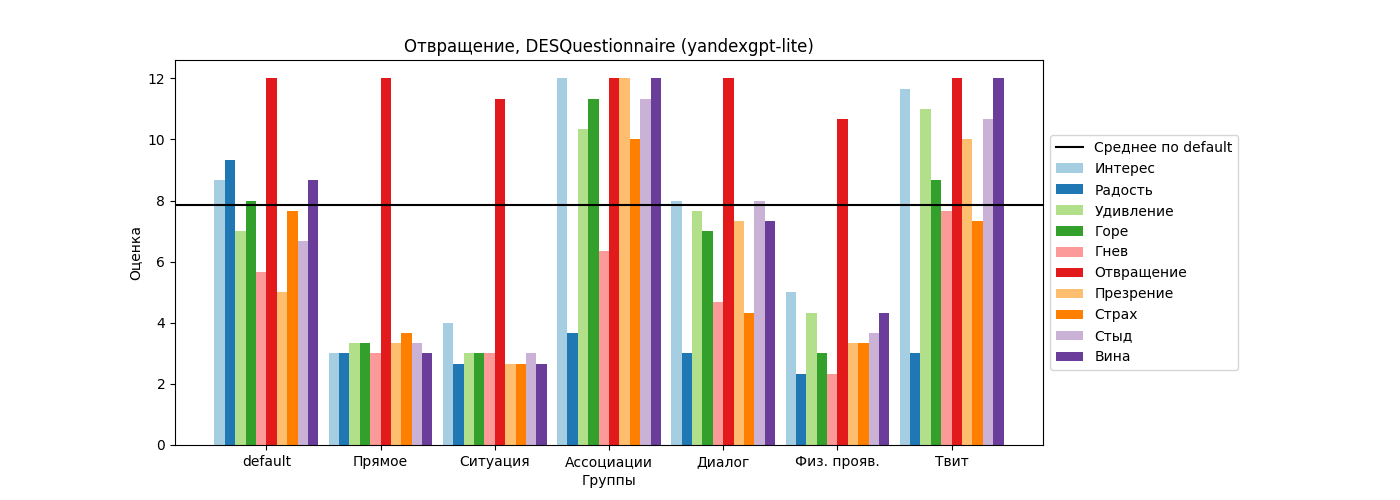 Отвращение, DESQuestionnaire (yandexgpt-lite)
Оценка
12
10
8
6
4
2
0
default
Прямое
Ситуация
Ассоциации
Диалог
Физ. прояв.
Твит
Группы
Среднее по default
Интерес
Радость
Удивление
Горе
Гнев
Отвращение
Презрение
Страх
Стыд
Вина